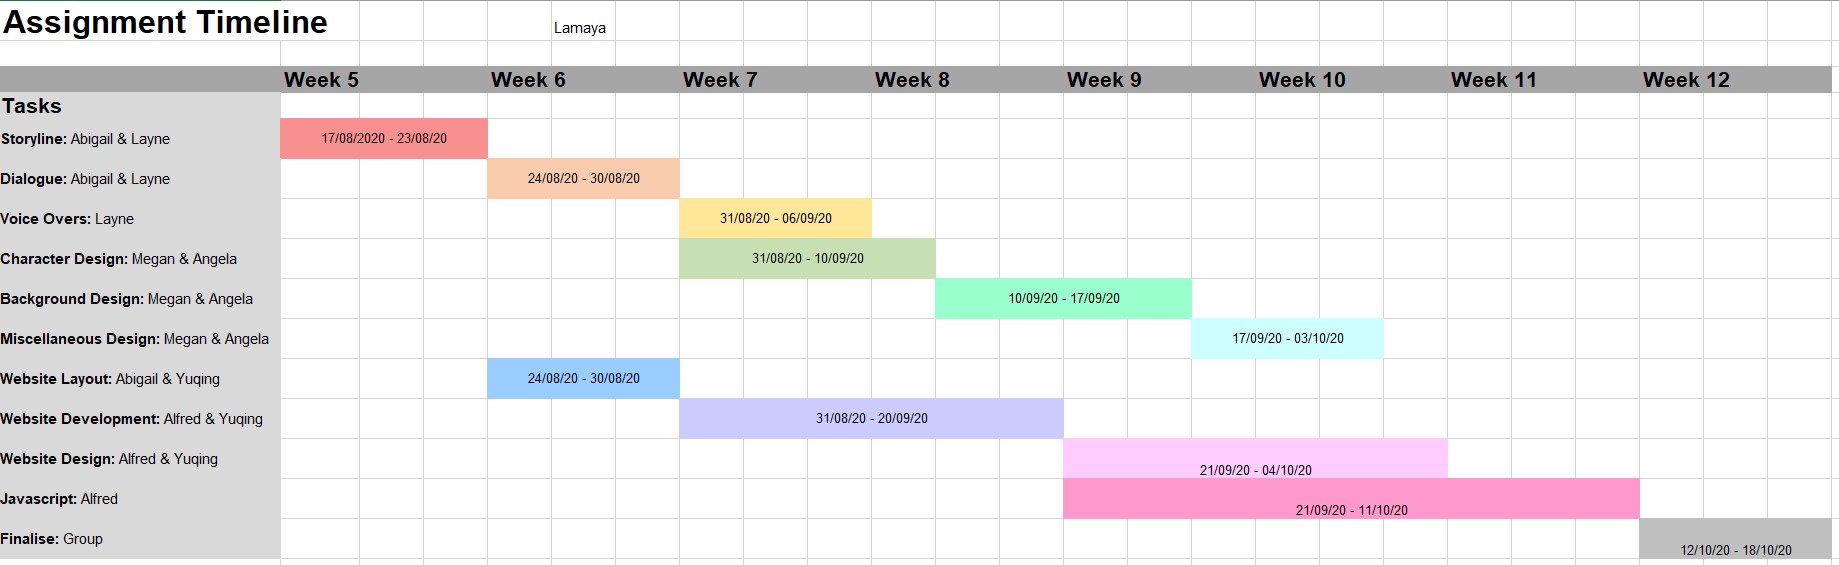 Assignment Timeline
Lamaya
Week 5 Week 6 Week 7 Week 8 Week 9 Week 10 Week 11 Week 12
Tasks
Storyline: Abigail & Layne 17/08/2020 - 23/08/20
Dialogue: Abigail & Layne 24/08/20 - 30/08/20
Voice Overs: Layne 31/08/20 - 06/09/20
Character Design: Megan & Angela 31/08/20 - 10/09/20
Background Design: Megan & Angela 10/09/20 - 17/09/20
Miscellaneous Design: Megan & Angela 17/09/20 - 03/10/20
Website Layout: Abigail & Yuqing 24/08/20 - 30/08/20
Website Development: Alfred & Yuqing 31/08/20 - 20/09/20
Website Design: Alfred & Yuqing 21/09/20 - 04/10/20
Javascript: Alfred 21/09/20 - 11/10/20
Finalise: Group 12/10/20 - 18/10/20